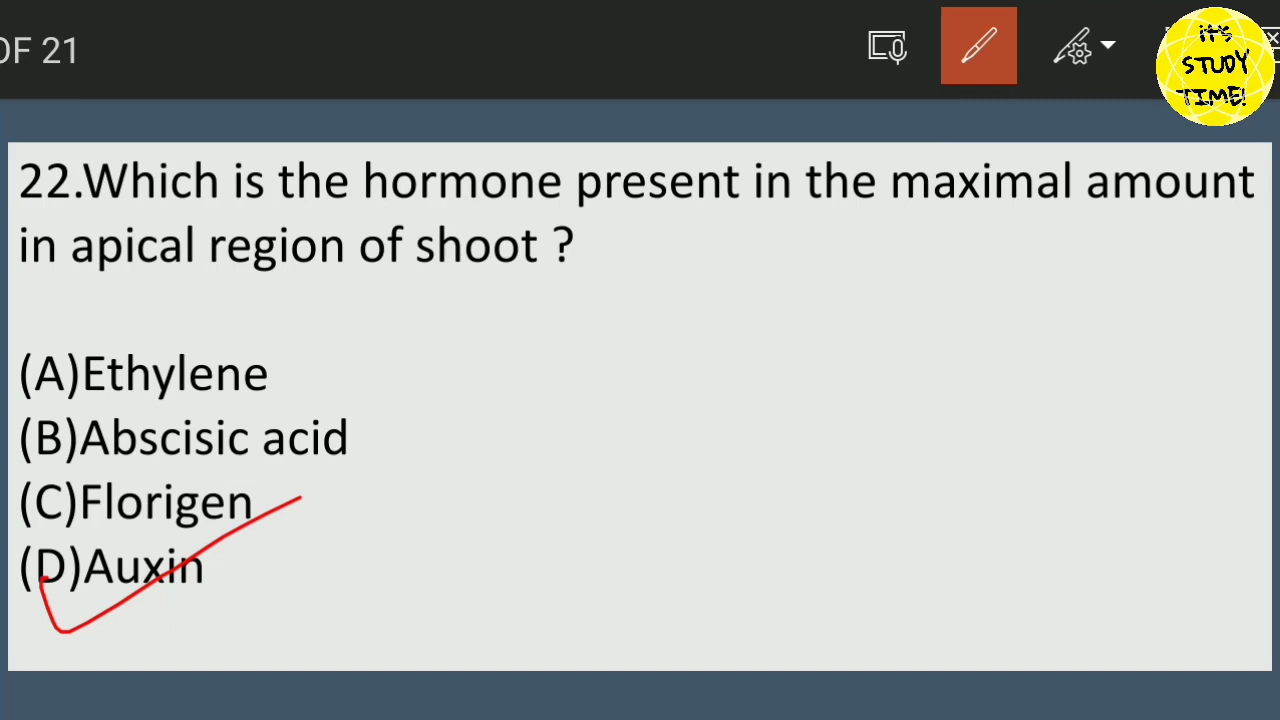 OF 21
it's
STUDY
TIME!
22.Which is the hormone present in the maximal amount
in apical region of shoot ?
(A)Ethylene
(B)Abscisic acid
(C)Florigen
(D)Auxin